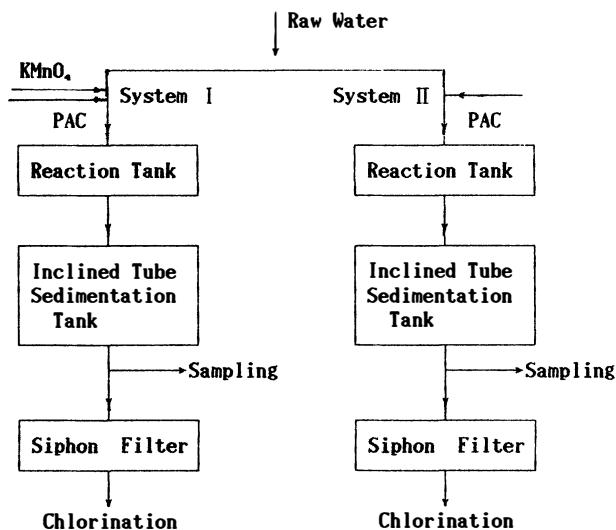 Raw Water
KMnO₄
System Ⅰ
PAC
Reaction Tank
Inclined Tube
Sedimentation
Tank
Sampling
Siphon Filter
Chlorination
System Ⅱ
PAC
Reaction Tank
Inclined Tube
Sedimentation
Tank
Sampling
Siphon Filter
Chlorination